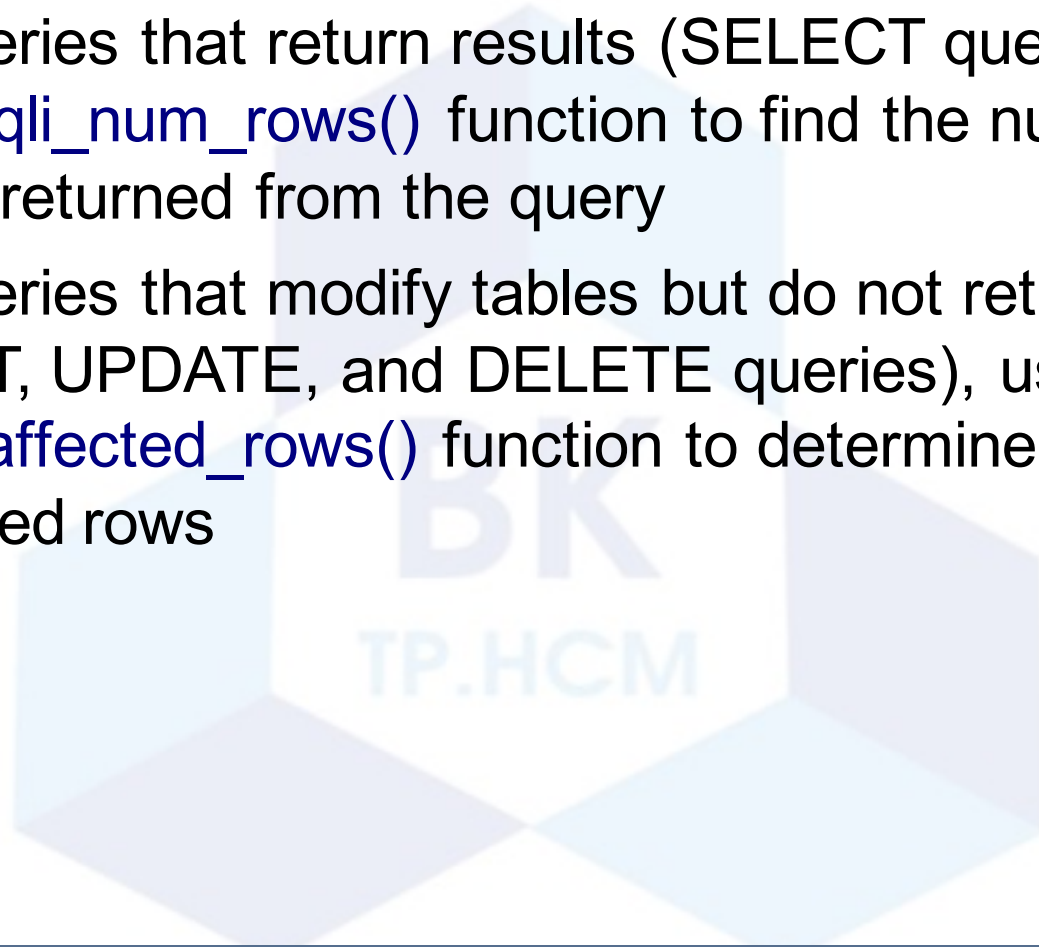 eries that return results (SELECT que
qli_num_rows() function to find the nu
returned from the query
eries that modify tables but do not ret
T, UPDATE, and DELETE queries), us
affected_rows() function to determine
ed rows
BK
TP.HCM